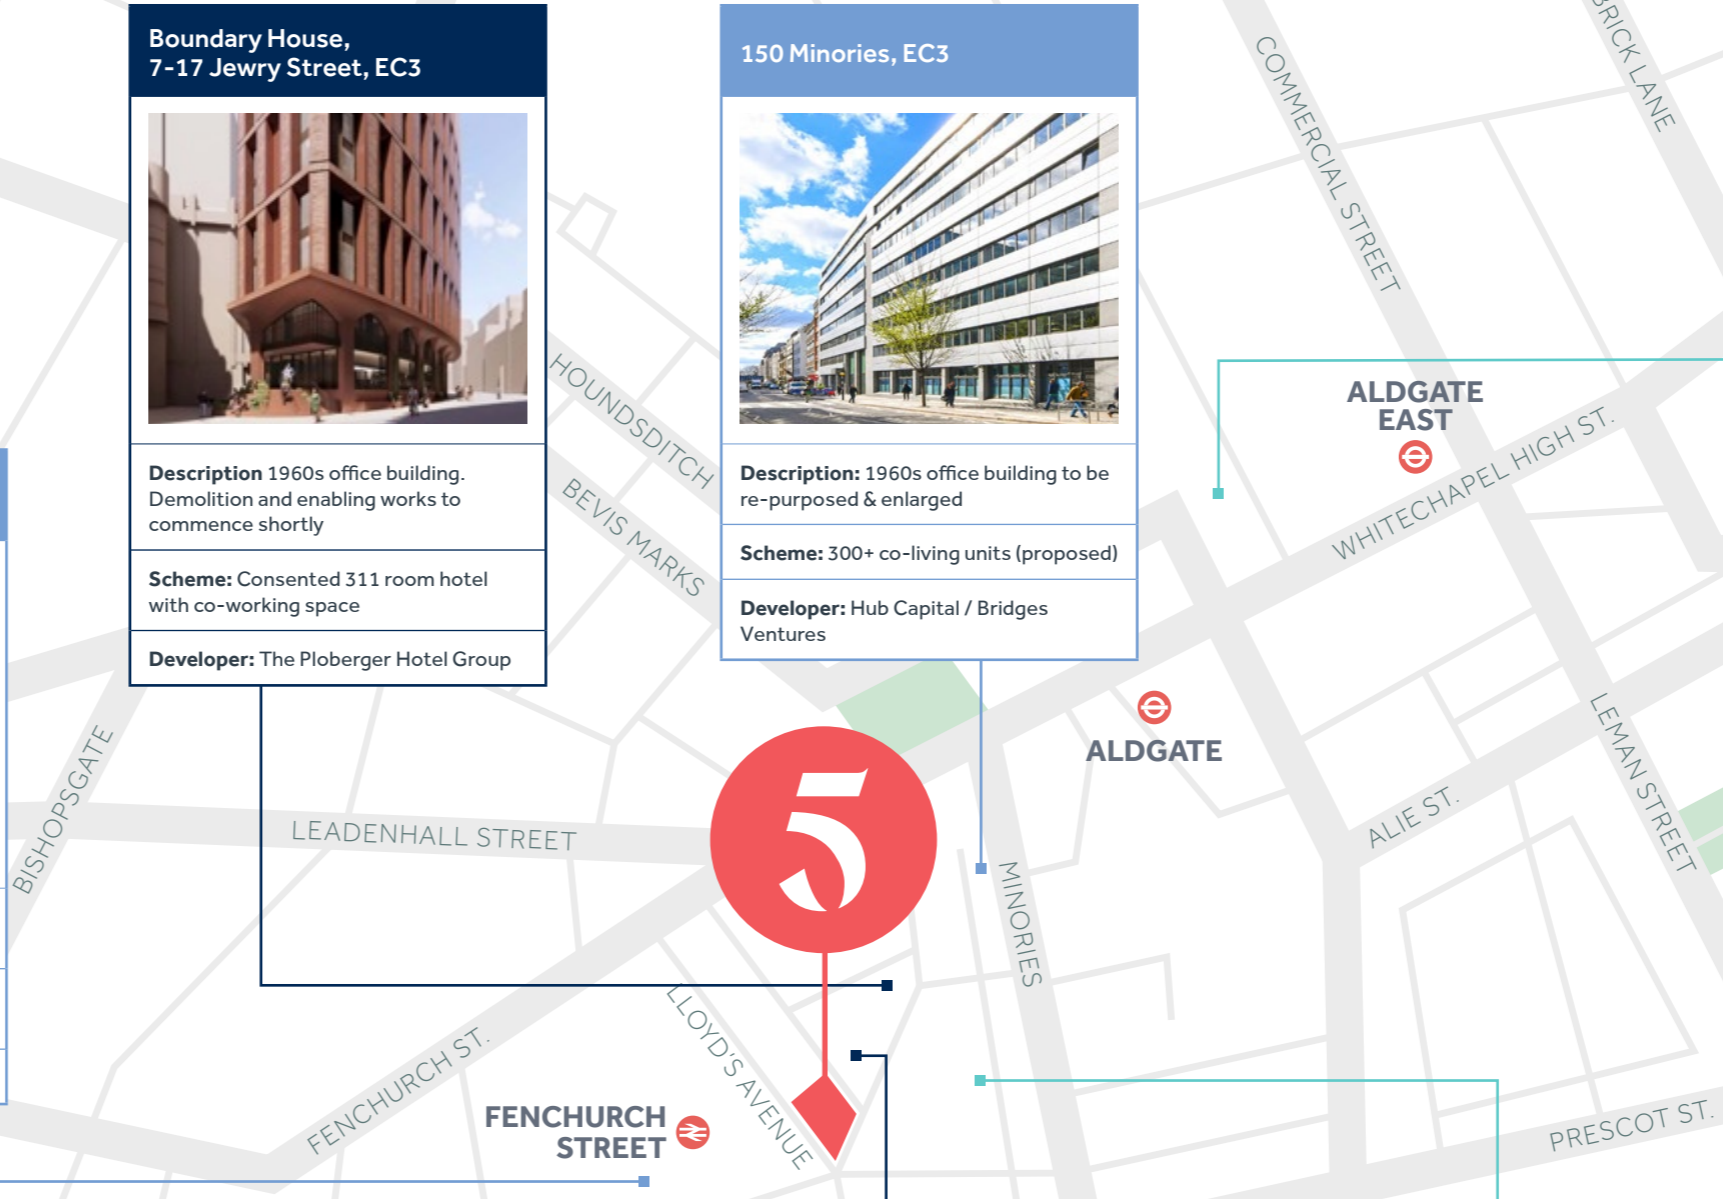 Boundary House,
7-17 Jewry Street, EC3
Description 1960s office building.
Demolition and enabling works to
commence shortly
Scheme: Consented 311 room hotel
with co-working space
Developer: The Ploberger Hotel Group
150 Minories, EC3
Description: 1960s office building to be
re-purposed & enlarged
Scheme: 300+ co-living units (proposed)
Developer: Hub Capital / Bridges
Ventures
COMMERCIAL STREET
BRICK LANE
HOUNDSDITCH
BEVIS MARKS
ALDGATE
EAST
WHITECHAPEL HIGH ST.
ALDGATE
BISHOPSGATE
LEADENHALL STREET
5
MINORIES
ALIE ST.
LEMAN STREET
LLOYD'S AVENUE
FENCHURCH ST.
FENCHURCH
STREET
PRESCOT ST.